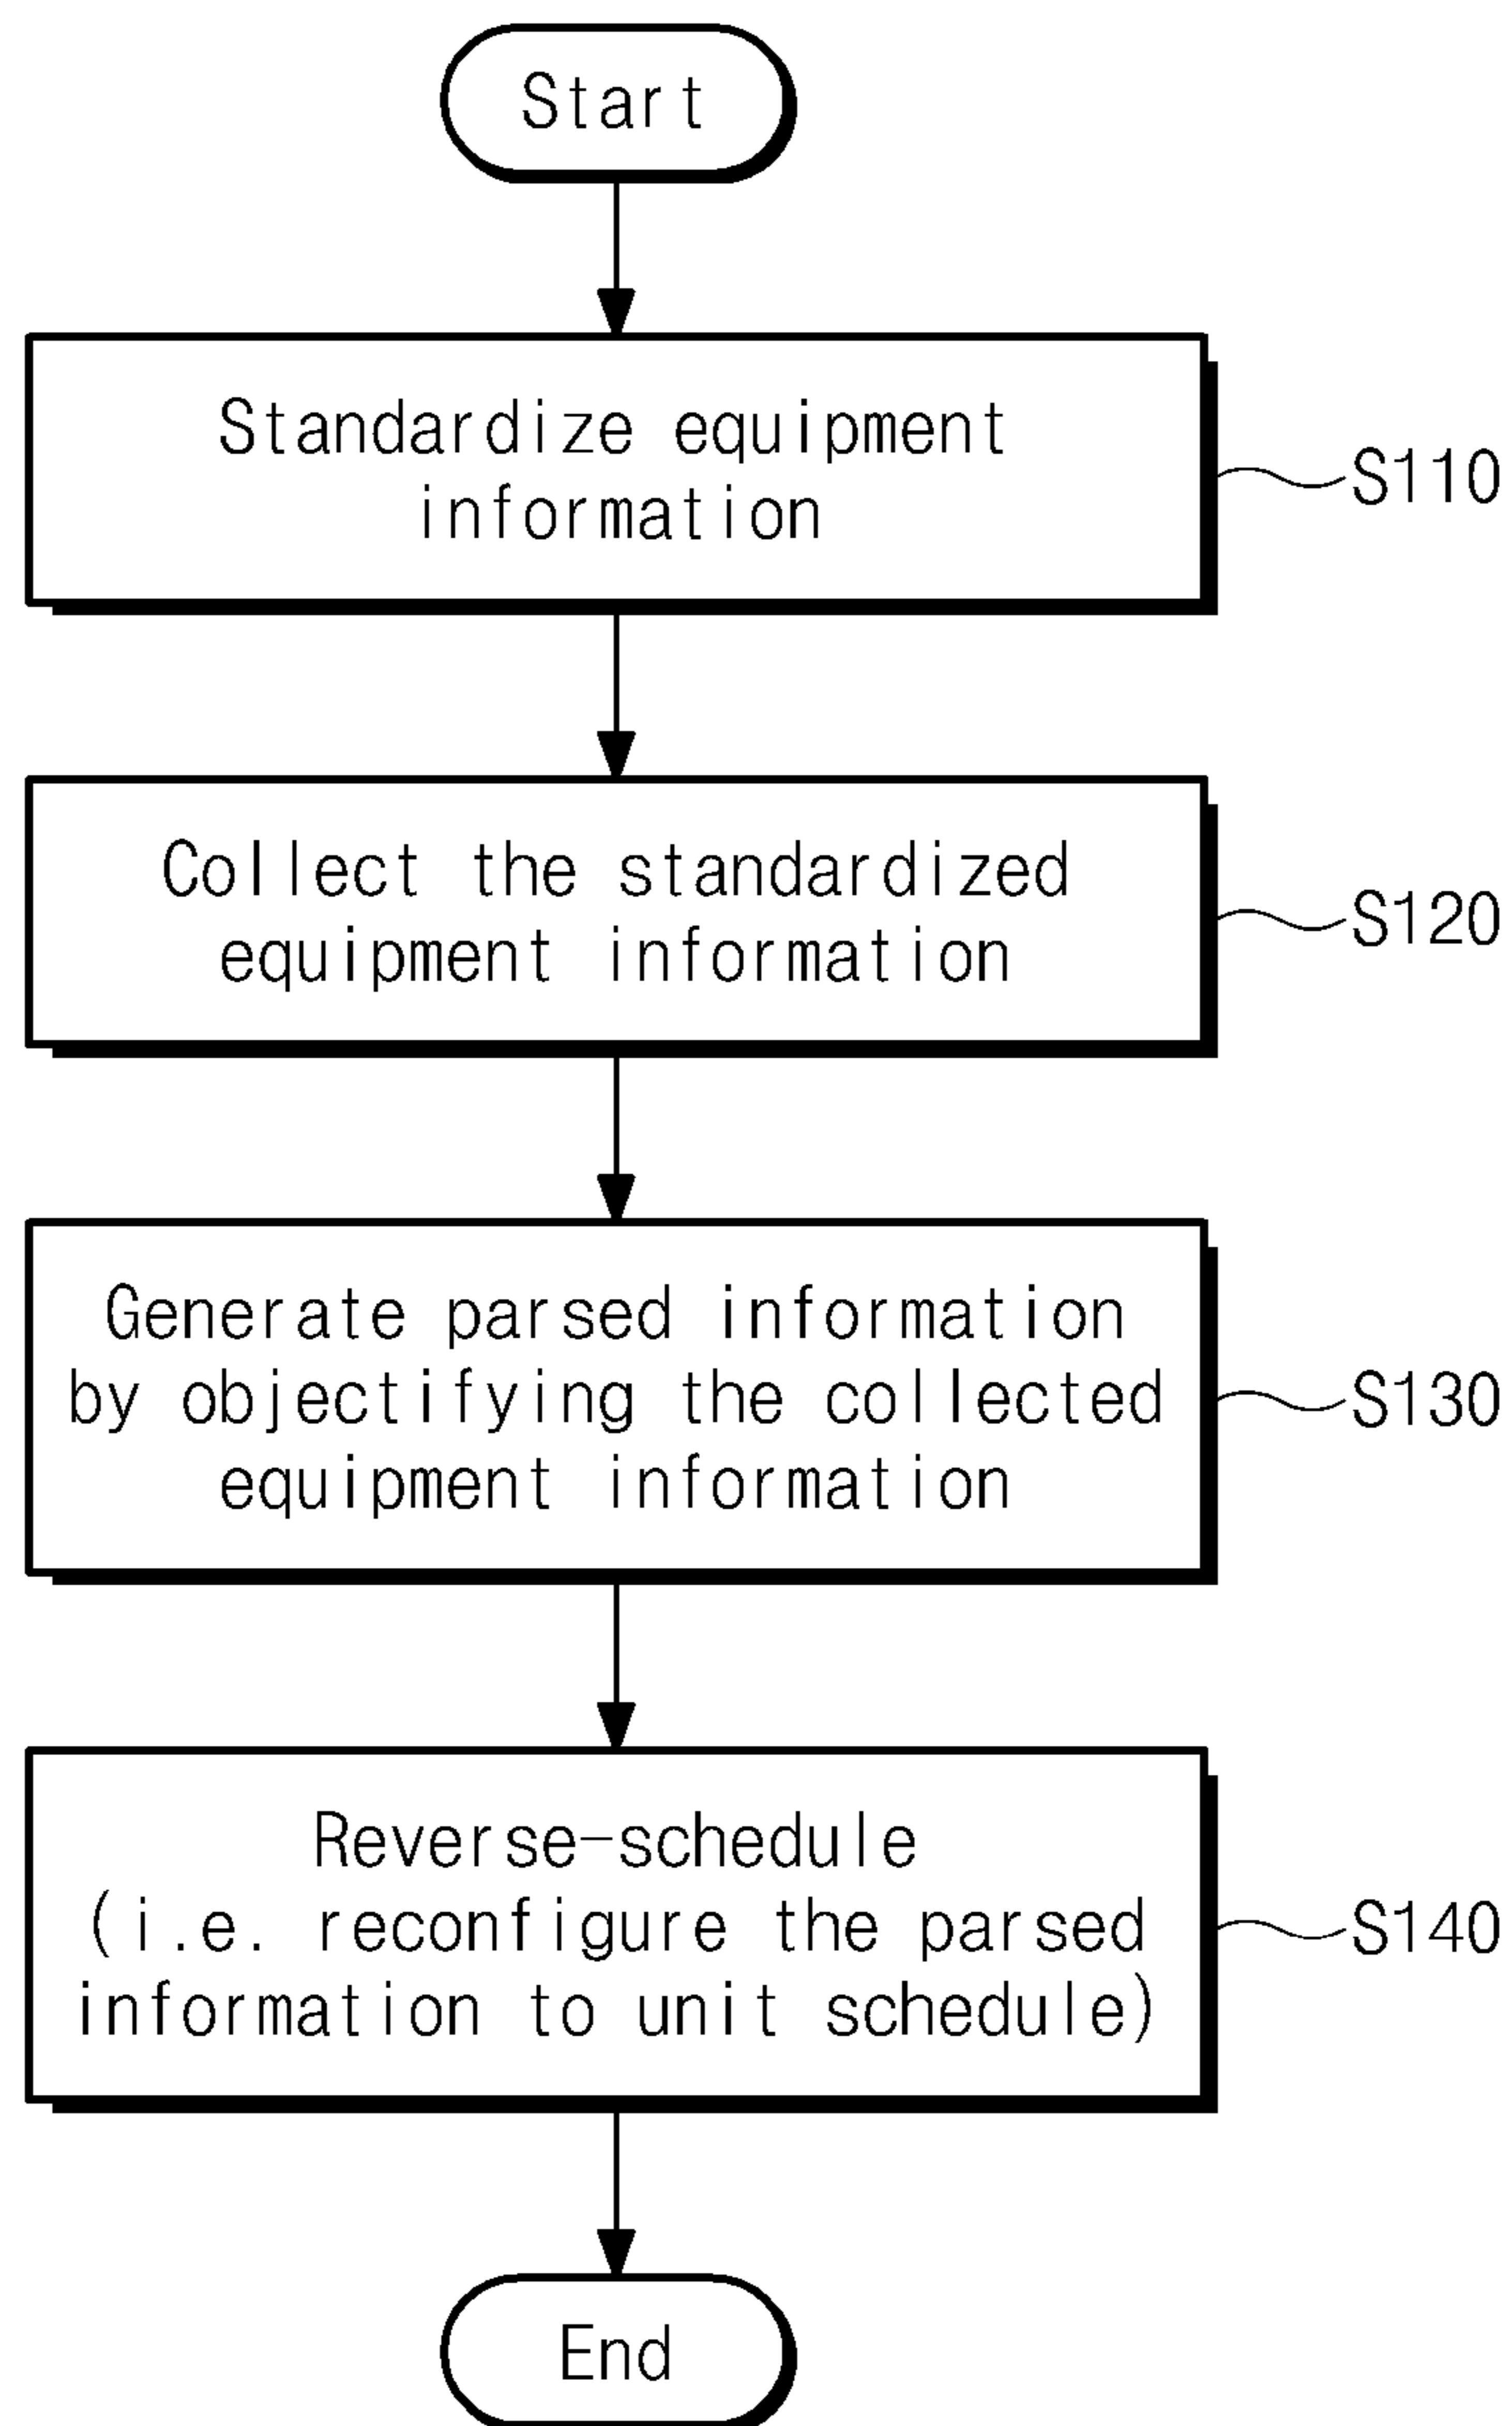 Start
Standardize equipment
information
S110
Collect the standardized
equipment information
S120
Generate parsed information
by objectifying the collected
equipment information
S130
Reverse-schedule
(i.e. reconfigure the parsed
information to unit schedule)
S140
End